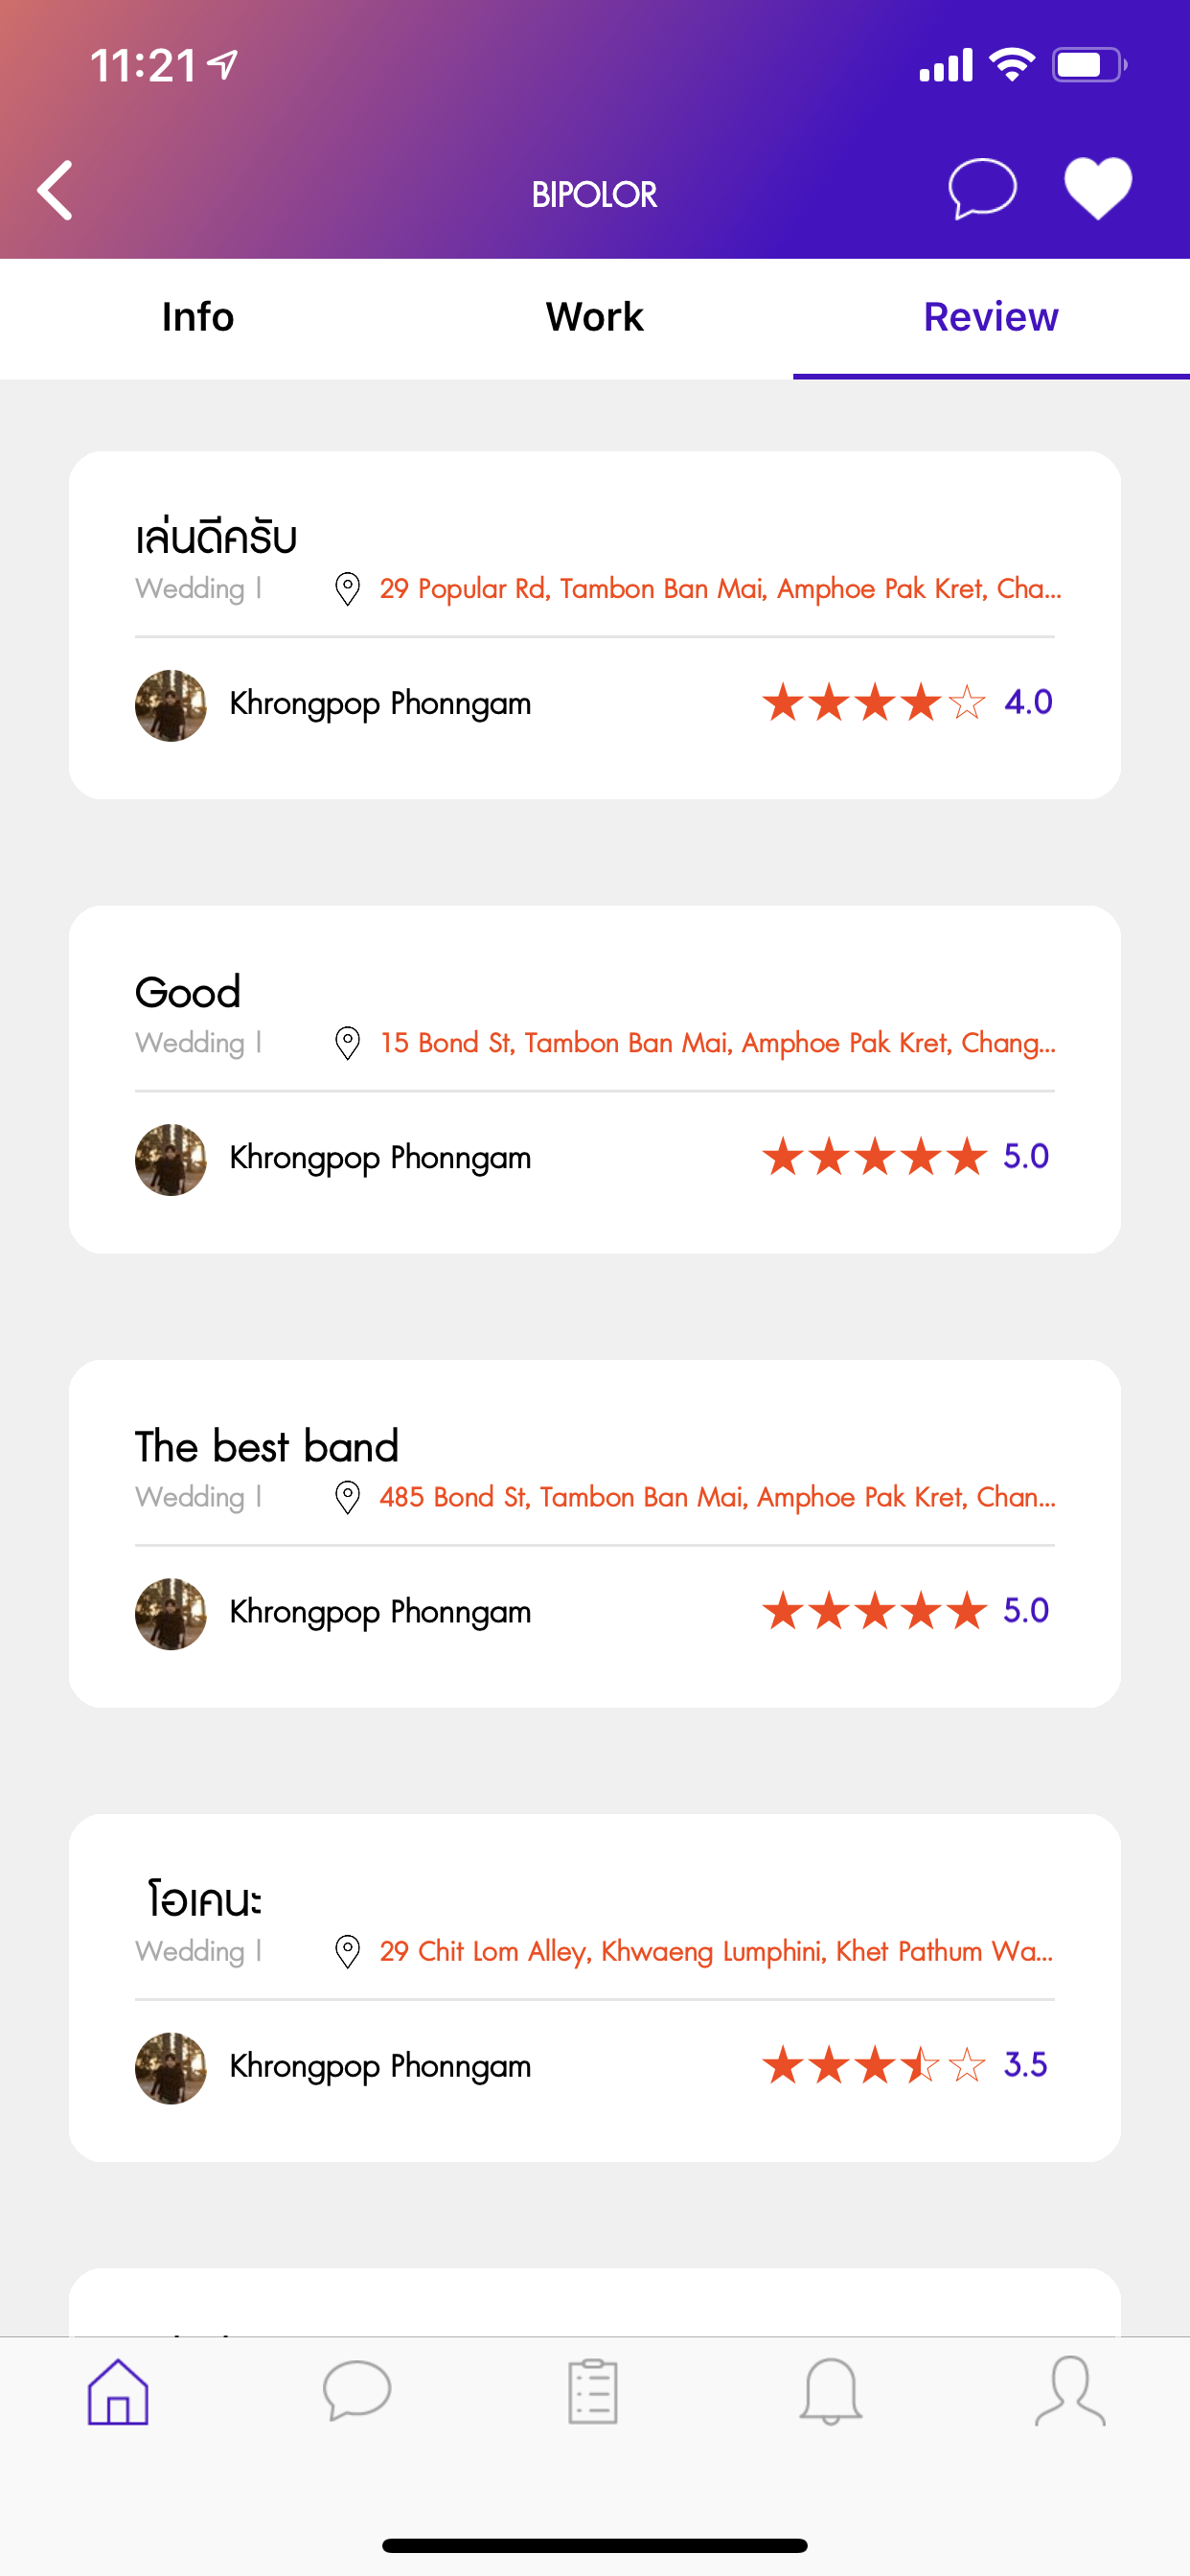 11:21
BIPOLOR
Info
Work
Review
เล่นดีครับ
Wedding |
29 Popular Rd, Tambon Ban Mai, Amphoe Pak Kret, Cha...
Khrongpop Phonngam
4.0
Good
Wedding |
15 Bond St, Tambon Ban Mai, Amphoe Pak Kret, Chang...
Khrongpop Phonngam
5.0
The best band
Wedding |
485 Bond St, Tambon Ban Mai, Amphoe Pak Kret, Chan...
Khrongpop Phonngam
5.0
โอเคนะ
Wedding |
29 Chit Lom Alley, Khwaeng Lumphini, Khet Pathum Wa...
Khrongpop Phonngam
3.5